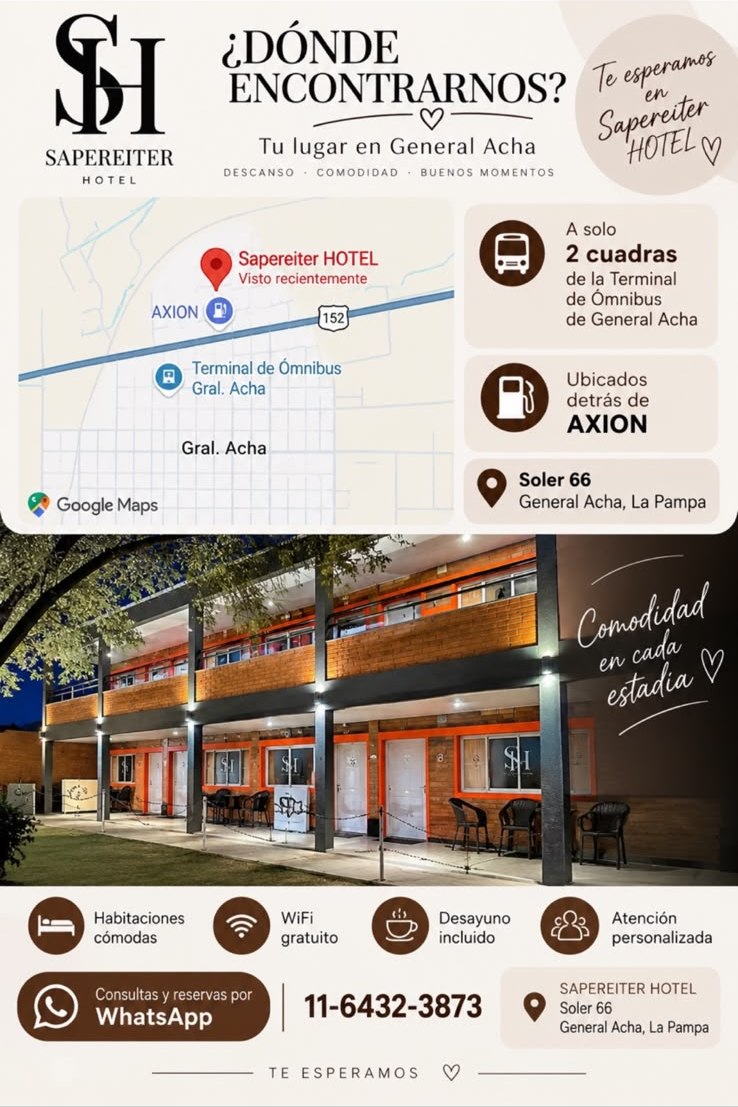 SH
SAPEREITER
HOTEL
¿DÓNDE
ENCONTRARNOS?
Tu lugar en General Acha
DESCANSO · COMODIDAD · BUENOS MOMENTOS
Te esperamos
en
Sapereiter
HOTEL
Sapereiter HOTEL
Visto recientemente
AXION
152
Terminal de Ómnibus
Gral. Acha
Gral. Acha
Google Maps
A solo
2 cuadras
de la Terminal
de Ómnibus
de General Acha
Ubicados
detrás de
AXION
Soler 66
General Acha, La Pampa
Comodidad
en cada
estadia
SH
SH
8
SH
Habitaciones
cómodas
WiFi
gratuito
Desayuno
incluido
Atención
personalizada
Consultas y reservas por
WhatsApp
11-6432-3873
SAPEREITER HOTEL
Soler 66
General Acha, La Pampa
TE ESPERAMOS